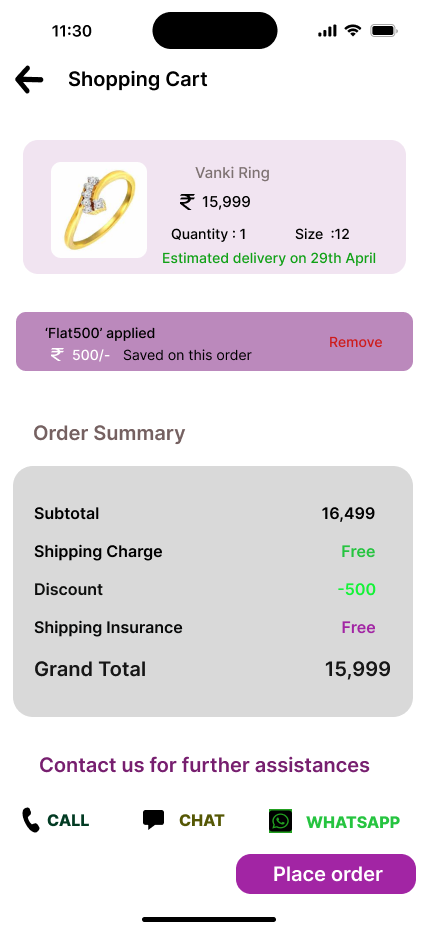 11:30
Shopping Cart
Vanki Ring
₹ 15,999
Quantity : 1 Size :12
Estimated delivery on 29th April
‘Flat500’ applied
₹ 500/- Saved on this order
Remove
Order Summary
Subtotal 16,499
Shipping Charge Free
Discount -500
Shipping Insurance Free
Grand Total 15,999
Contact us for further assistances
CALL CHAT WHATSAPP
Place order